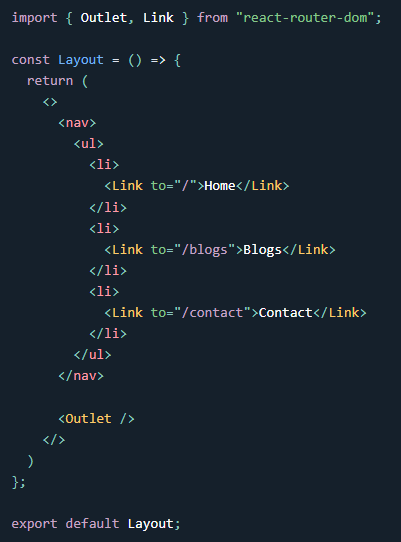 import { Outlet, Link } from "react-router-dom";

const Layout = () => {
  return (
    <>
      <nav>
        <ul>
          <li>
            <Link to="/">Home</Link>
          </li>
          <li>
            <Link to="/blogs">Blogs</Link>
          </li>
          <li>
            <Link to="/contact">Contact</Link>
          </li>
        </ul>
      </nav>

      <Outlet />
    </>
  )
};

export default Layout;